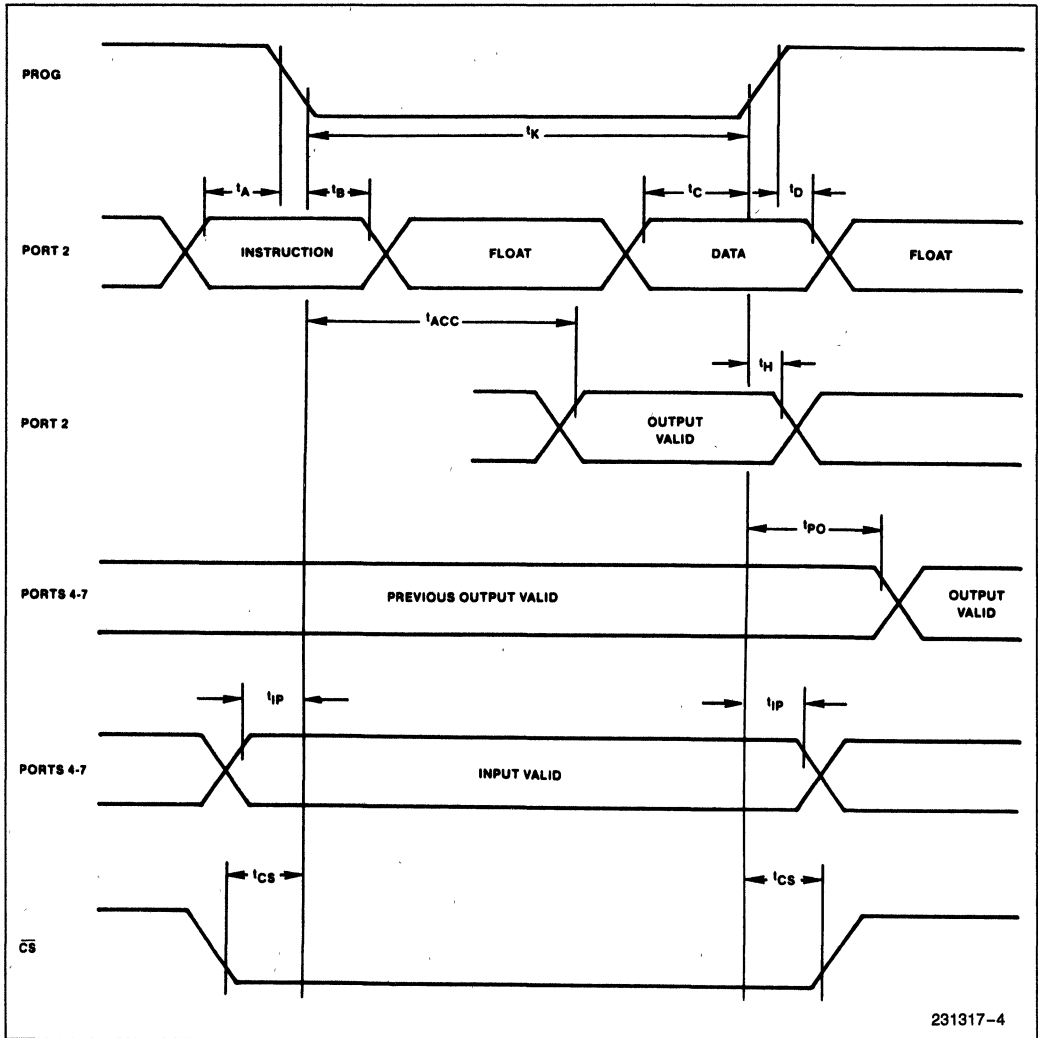 PROG
tK
tA
tB
tC
tD
PORT 2
INSTRUCTION
FLOAT
DATA
FLOAT
tACC
tH
PORT 2
OUTPUT
VALID
tPO
PORTS 4-7
PREVIOUS OUTPUT VALID
OUTPUT
VALID
tIP
tIP
PORTS 4-7
INPUT VALID
tCS
tCS
C̅S̅
231317-4